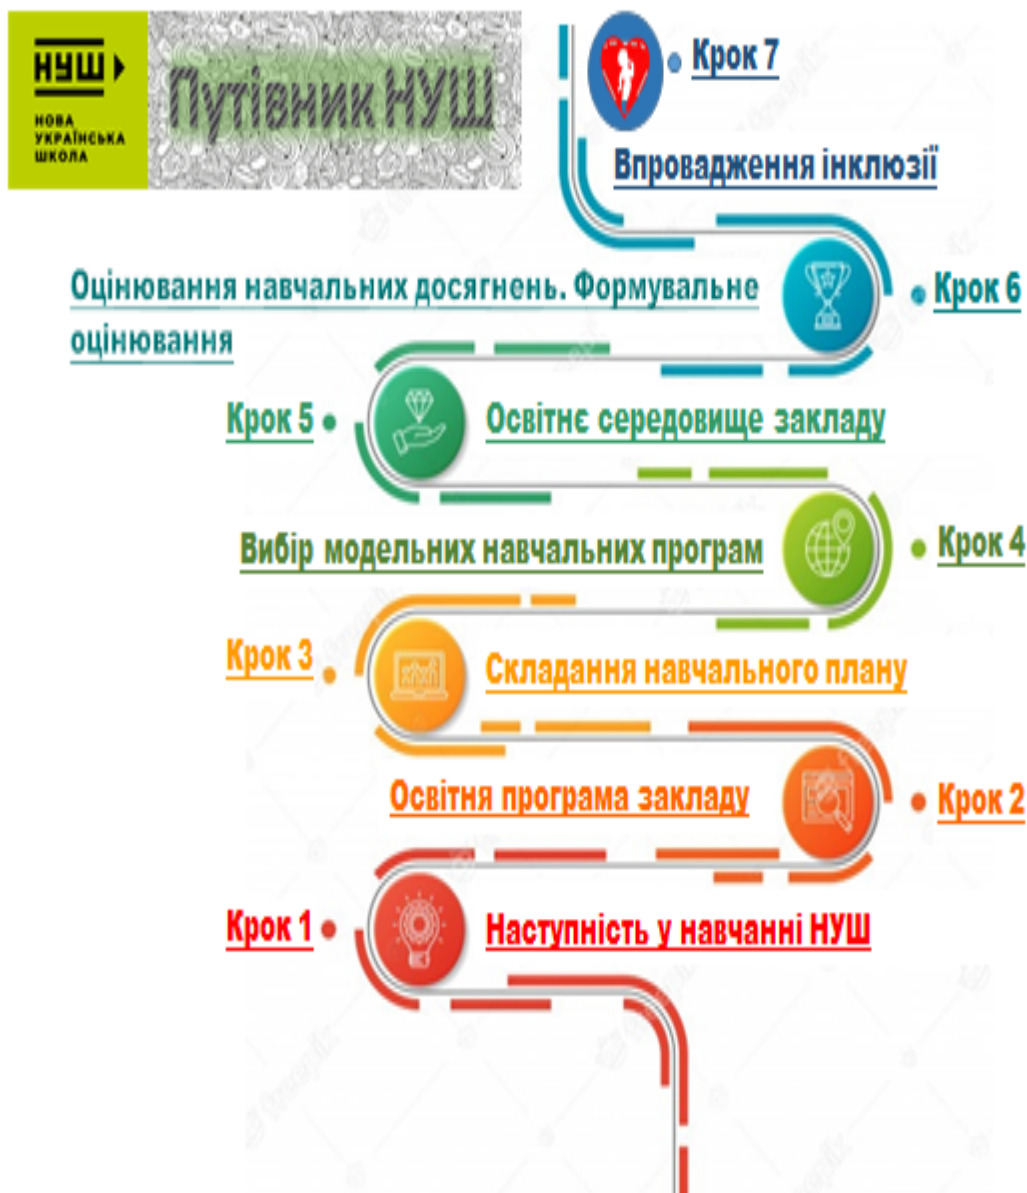 НУШ
НОВА
УКРАЇНСЬКА
ШКОЛА
Путівник НУШ
Крок 7
Впровадження інклюзії
Оцінювання навчальних досягнень. Формувальне
оцінювання
Крок 6
Крок 5
Освітнє середовище закладу
Вибір модельних навчальних програм
Крок 4
Крок 3
Складання навчального плану
Освітня програма закладу
Крок 2
Крок 1
Наступність у навчанні НУШ